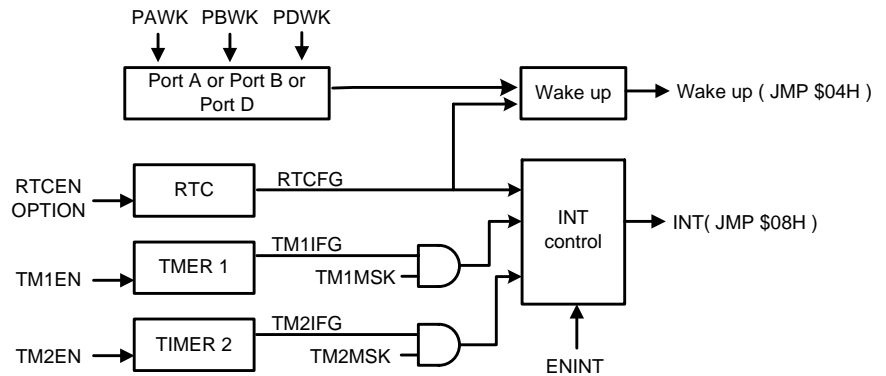 PAWK PBWK PDWK
Port A or Port B or
Port D
Wake up
Wake up ( JMP $04H )
RTCEN
OPTION
RTC
RTCFG
INT
control
INT( JMP $08H )
TM1EN
TMER 1
TM1IFG
TM1MSK
TM2EN
TIMER 2
TM2IFG
TM2MSK
ENINT